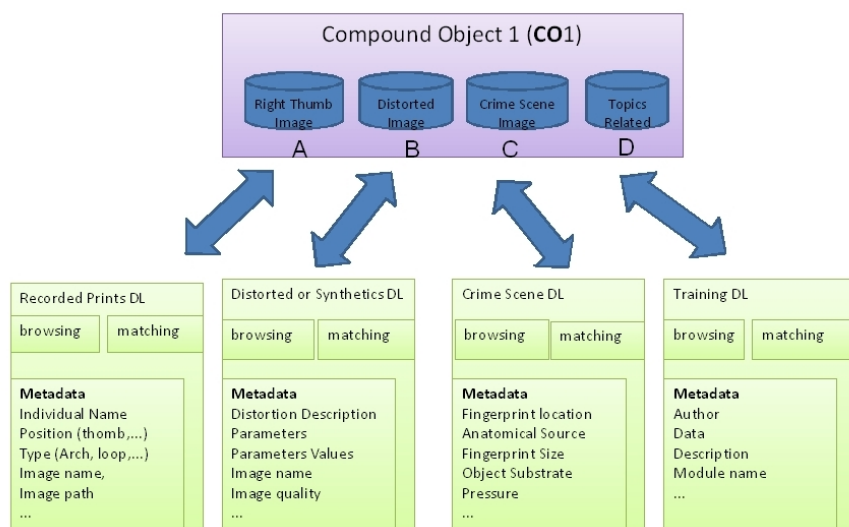 Compound Object 1 (CO1)
Right Thumb
Image
Distorted
Image
Crime Scene
Image
Topics
Related
A
B
C
D
Recorded Prints DL
browsing
matching
Metadata
Individual Name
Position (thomb,...)
Type (Arch, loop,...)
Image name,
Image path
...
Distorted or Synthetics DL
browsing
matching
Metadata
Distortion Description
Parameters
Parameters Values
Image name
Image quality
...
Crime Scene DL
browsing
matching
Metadata
Fingerprint location
Anatomical Source
Fingerprint Size
Object Substrate
Pressure
...
Training DL
browsing
matching
Metadata
Author
Data
Description
Module name
...